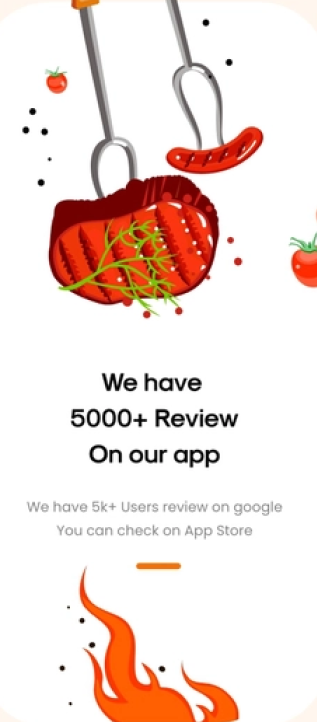 We have
5000+ Review
On our app
We have 5k+ Users review on google
You can check on App Store